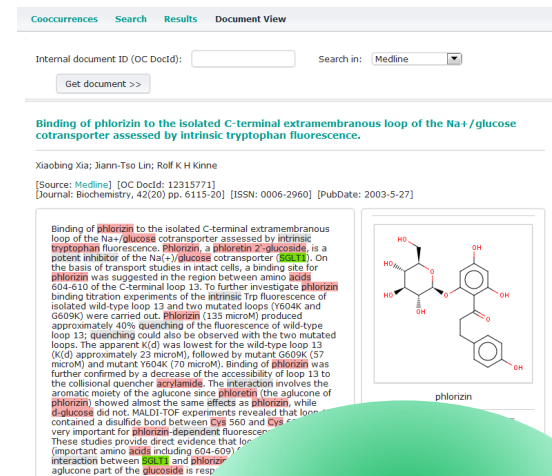 Cooccurrences Search Results Document View
Internal document ID (OC DocId): Search in: Medline
Get document >>
Binding of phlorizin to the isolated C-terminal extramembranous loop of the Na+/glucose
cotransporter assessed by intrinsic tryptophan fluorescence.
Xiaobing Xia; Jiann-Tso Lin; Rolf K H Kinne
[Source: Medline] [OC DocId: 12315771]
[Journal: Biochemistry, 42(20) pp. 6115-20] [ISSN: 0006-2960] [PubDate: 2003-5-27]
Binding of phlorizin to the isolated C-terminal extramembranous
loop of the Na+/glucose cotransporter assessed by intrinsic
tryptophan fluorescence. Phlorizin, a phloretin 2'-glucoside, is a
potent inhibitor of the Na(+)/glucose cotransporter (SGLT1). On
the basis of transport studies in intact cells, a binding site for
phlorizin was suggested in the region between amino acids
604-610 of the C-terminal loop 13. To further investigate phlorizin
binding titration experiments of the intrinsic Trp fluorescence of
isolated wild-type loop 13 and two mutated loops (Y604K and
G609K) were carried out. Phlorizin (135 microM) produced
approximately 40% quenching of the fluorescence of wild-type
loop 13; quenching could also be observed with the two mutated
loops. The apparent K(d) was lowest for the wild-type loop 13
(K(d) approximately 23 microM), followed by mutant G609K (57
microM) and mutant Y604K (70 microM). Binding of phlorizin was
further confirmed by a decrease of the accessibility of loop 13 to
the collisional quencher acrylamide. The interaction involves the
aromatic moiety of the aglucone since phloretin (the aglucone of
phlorizin) showed almost the same effects as phlorizin, while
d-glucose did not. MALDI-TOF experiments revealed that loop
contained a disulfide bond between Cys 560 and Cys
very important for phlorizin-dependent fluorescence
These studies provide direct evidence that
(important amino acids including 604-609)
interaction between SGLT1 and phlorizin
aglucone part of the glucoside is
HO
OH
HO
O
HO
O
OH
OH
O
OH
phlorizin